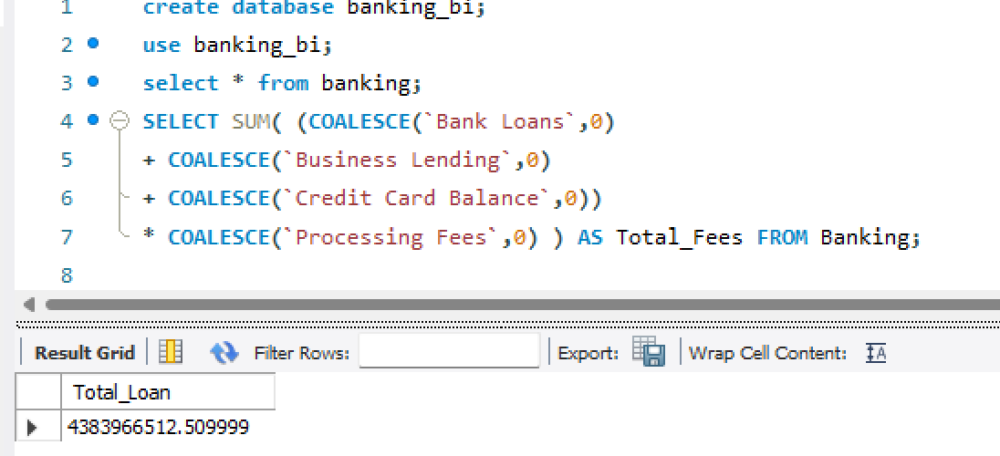 1 create database banking_bi;
2 use banking_bi;
3 select * from banking;
4 SELECT SUM( (COALESCE(`Bank Loans`,0)
5 + COALESCE(`Business Lending`,0)
6 + COALESCE(`Credit Card Balance`,0))
7 * COALESCE(`Processing Fees`,0) ) AS Total_Fees FROM Banking;
8
Result Grid Filter Rows: Export: Wrap Cell Content: IA
Total_Loan
4383966512.509999